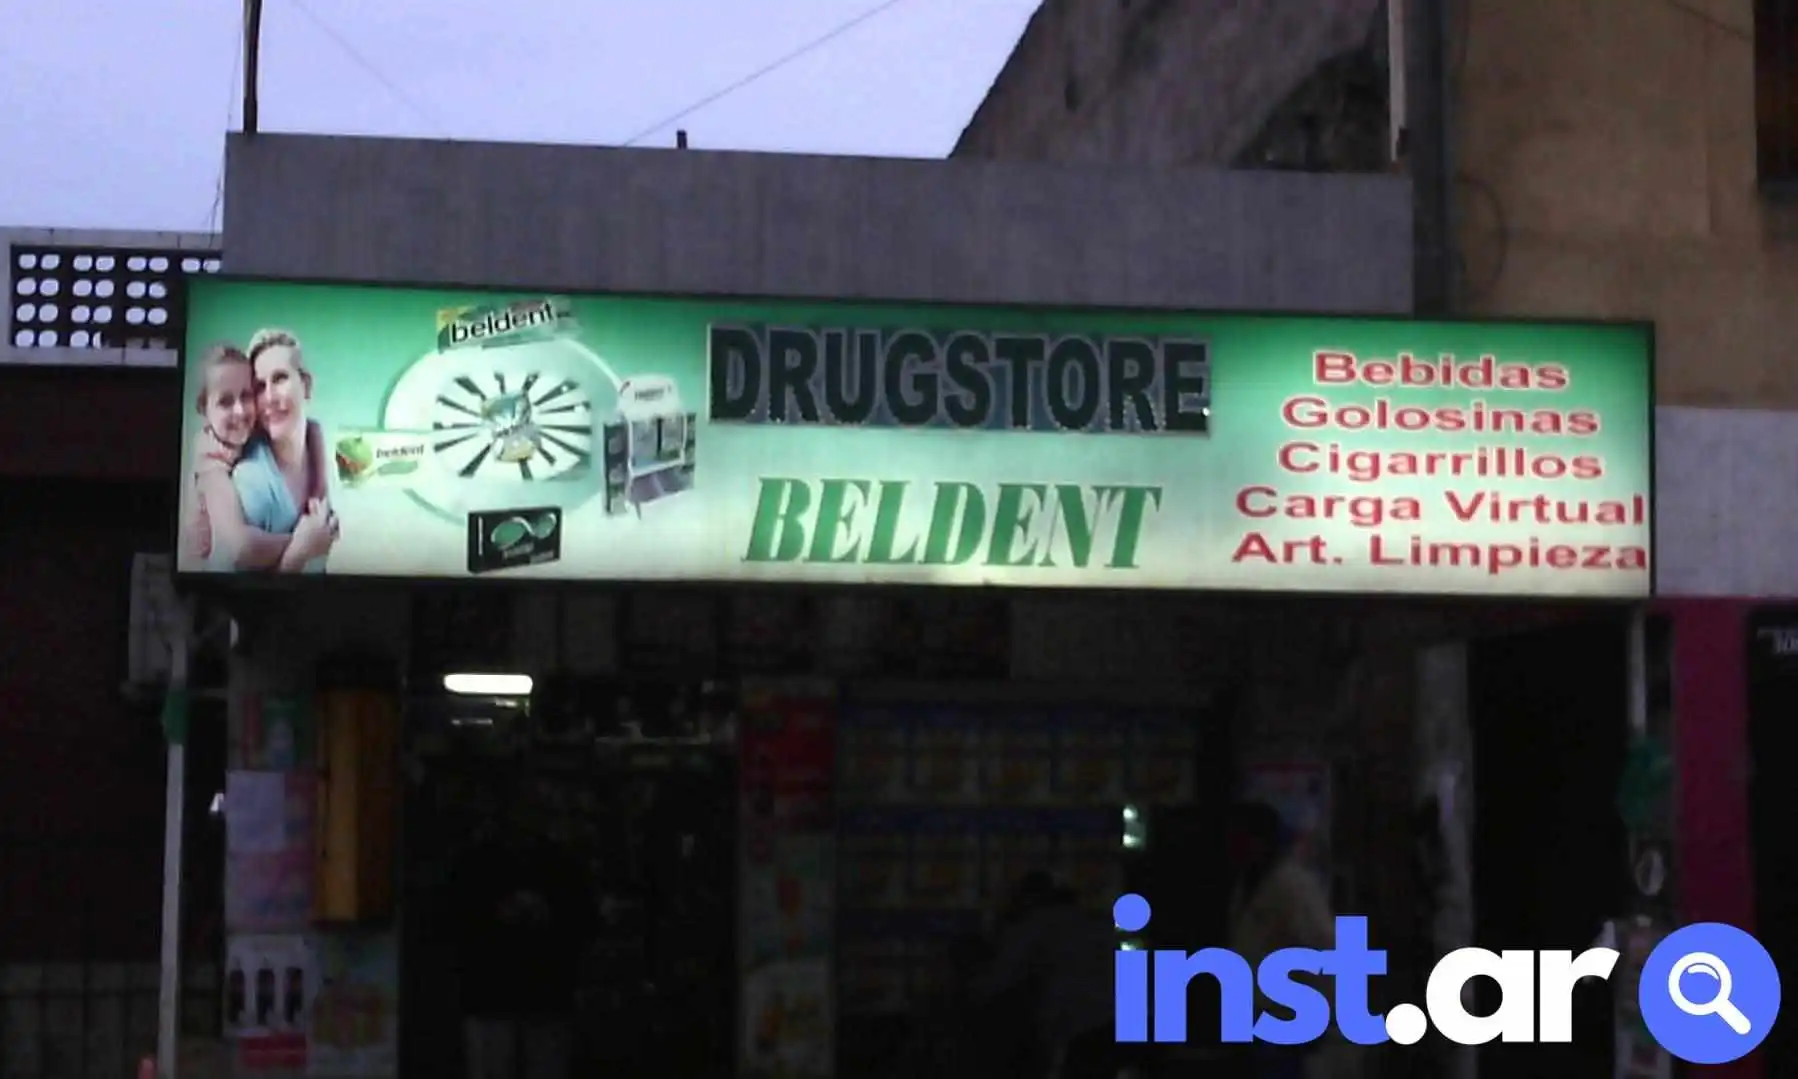 beldent
beldent
DRUGSTORE
BELDENT
Bebidas
Golosinas
Cigarrillos
Carga Virtual
Art. Limpieza
inst.ar